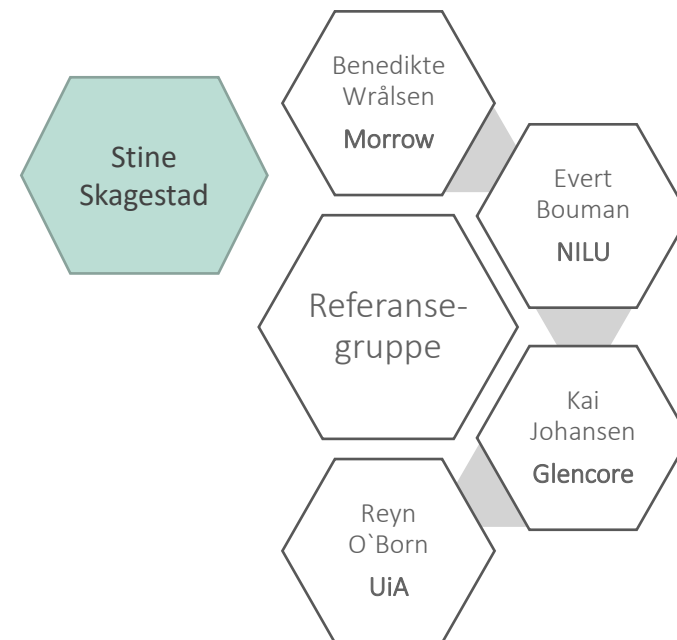 Stine
Skagestad
Benedikte
Wrålsen
Morrow
Evert
Bouman
NILU
Referanse-
gruppe
Kai
Johansen
Glencore
Reyn
O`Born
UiA